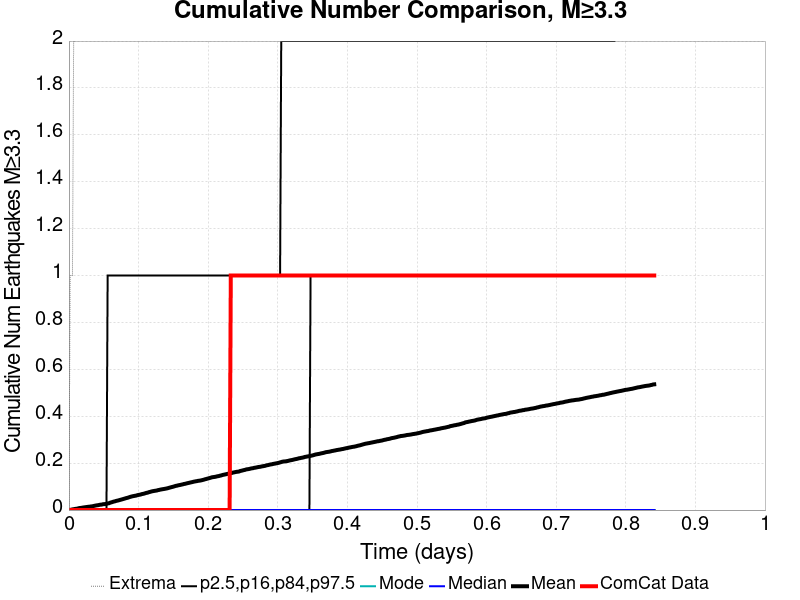 Cumulative Number Comparison, M≥3.3
Cumulative Num Earthquakes M≥3.3
2
1.8
1.6
1.4
1.2
1
0.8
0.6
0.4
0.2
0
0 0.1 0.2 0.3 0.4 0.5 0.6 0.7 0.8 0.9 1
Time (days)
Extrema p2.5,p16,p84,p97.5 Mode Median Mean ComCat Data